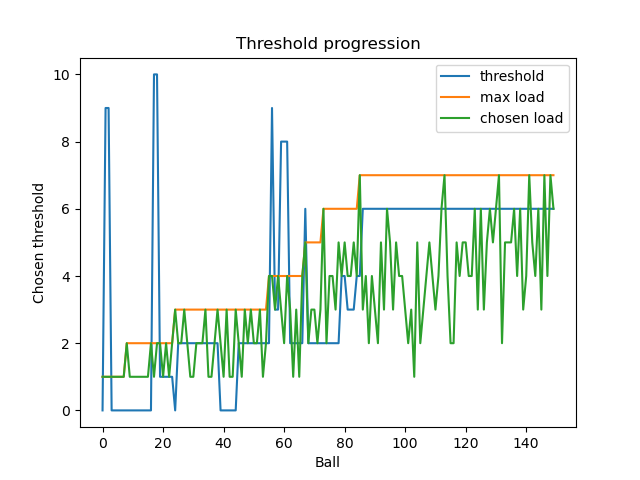 Threshold progression
threshold
max load
chosen load
Chosen threshold
10
8
6
4
2
0
0 20 40 60 80 100 120 140
Ball